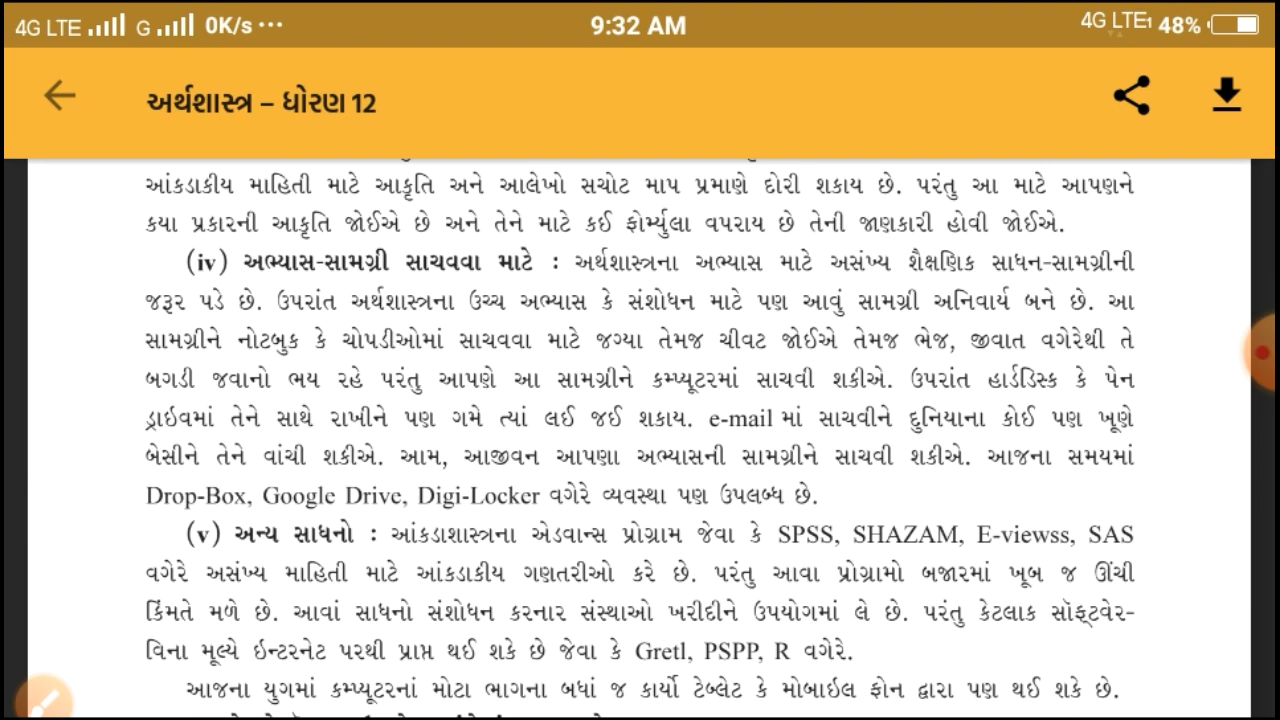 4G LTE G 0K/s ··· 9:32 AM 4G LTE 48%
અર્થશાસ્ત્ર – ધોરણ 12
આંકડાકીય માહિતી માટે આકૃતિ અને આલેખો સચોટ માપ પ્રમાણે દોરી શકાય છે. પરંતુ આ માટે આપણને
કયા પ્રકારની આકૃતિ જોઈએ છે અને તેને માટે કઈ ફોર્મ્યુલા વપરાય છે તેની જાણકારી હોવી જોઈએ.
(iv) અભ્યાસ-સામગ્રી સાચવવા માટે : અર્થશાસ્ત્રના અભ્યાસ માટે અસંખ્ય શૈક્ષણિક સાધન-સામગ્રીની
જરૂર પડે છે. ઉપરાંત અર્થશાસ્ત્રના ઉચ્ચ અભ્યાસ કે સંશોધન માટે પણ આવું સામગ્રી અનિવાર્ય બને છે. આ
સામગ્રીને નોટબુક કે ચોપડીઓમાં સાચવવા માટે જગ્યા તેમજ ચીવટ જોઈએ તેમજ ભેજ, જીવાત વગેરેથી તે
બગડી જવાનો ભય રહે પરંતુ આપણે આ સામગ્રીને કમ્પ્યૂટરમાં સાચવી શકીએ. ઉપરાંત હાર્ડડિસ્ક કે પેન
ડ્રાઇવમાં તેને સાથે રાખીને પણ ગમે ત્યાં લઈ જઈ શકાય. e-mail માં સાચવીને દુનિયાના કોઈ પણ ખૂણે
બેસીને તેને વાંચી શકીએ. આમ, આજીવન આપણા અભ્યાસની સામગ્રીને સાચવી શકીએ. આજના સમયમાં
Drop-Box, Google Drive, Digi-Locker વગેરે વ્યવસ્થા પણ ઉપલબ્ધ છે.
(v) અન્ય સાધનો : આંકડાશાસ્ત્રના એડવાન્સ પ્રોગ્રામ જેવા કે SPSS, SHAZAM, E-viewss, SAS
વગેરે અસંખ્ય માહિતી માટે આંકડાકીય ગણતરીઓ કરે છે. પરંતુ આવા પ્રોગ્રામો બજારમાં ખૂબ જ ઊંચી
કિંમતે મળે છે. આવાં સાધનો સંશોધન કરનાર સંસ્થાઓ ખરીદીને ઉપયોગમાં લે છે. પરંતુ કેટલાક સૉફ્ટવેર-
વિના મૂલ્યે ઇન્ટરનેટ પરથી પ્રાપ્ત થઈ શકે છે જેવા કે Gretl, PSPP, R વગેરે.
આજના યુગમાં કમ્પ્યૂટરનાં મોટા ભાગના બધાં જ કાર્યો ટેબ્લેટ કે મોબાઇલ ફોન દ્વારા પણ થઈ શકે છે.